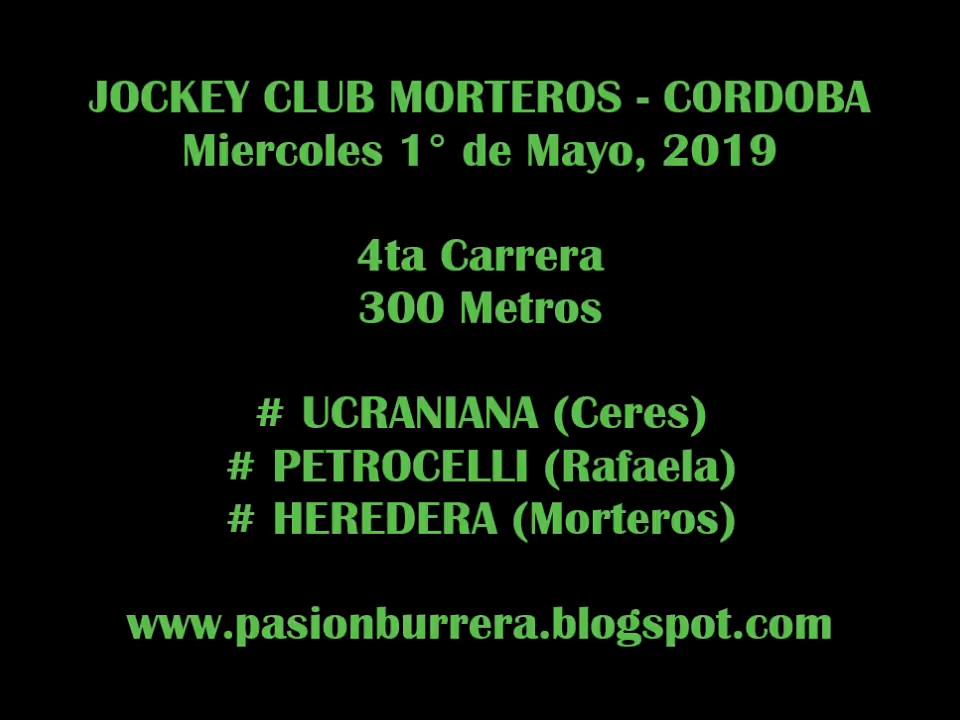 JOCKEY CLUB MORTEROS - CORDOBA
Miercoles 1° de Mayo, 2019
4ta Carrera
300 Metros
# UCRANIANA (Ceres)
# PETROCELLI (Rafaela)
# HEREDERA (Morteros)
www.pasionburrera.blogspot.com